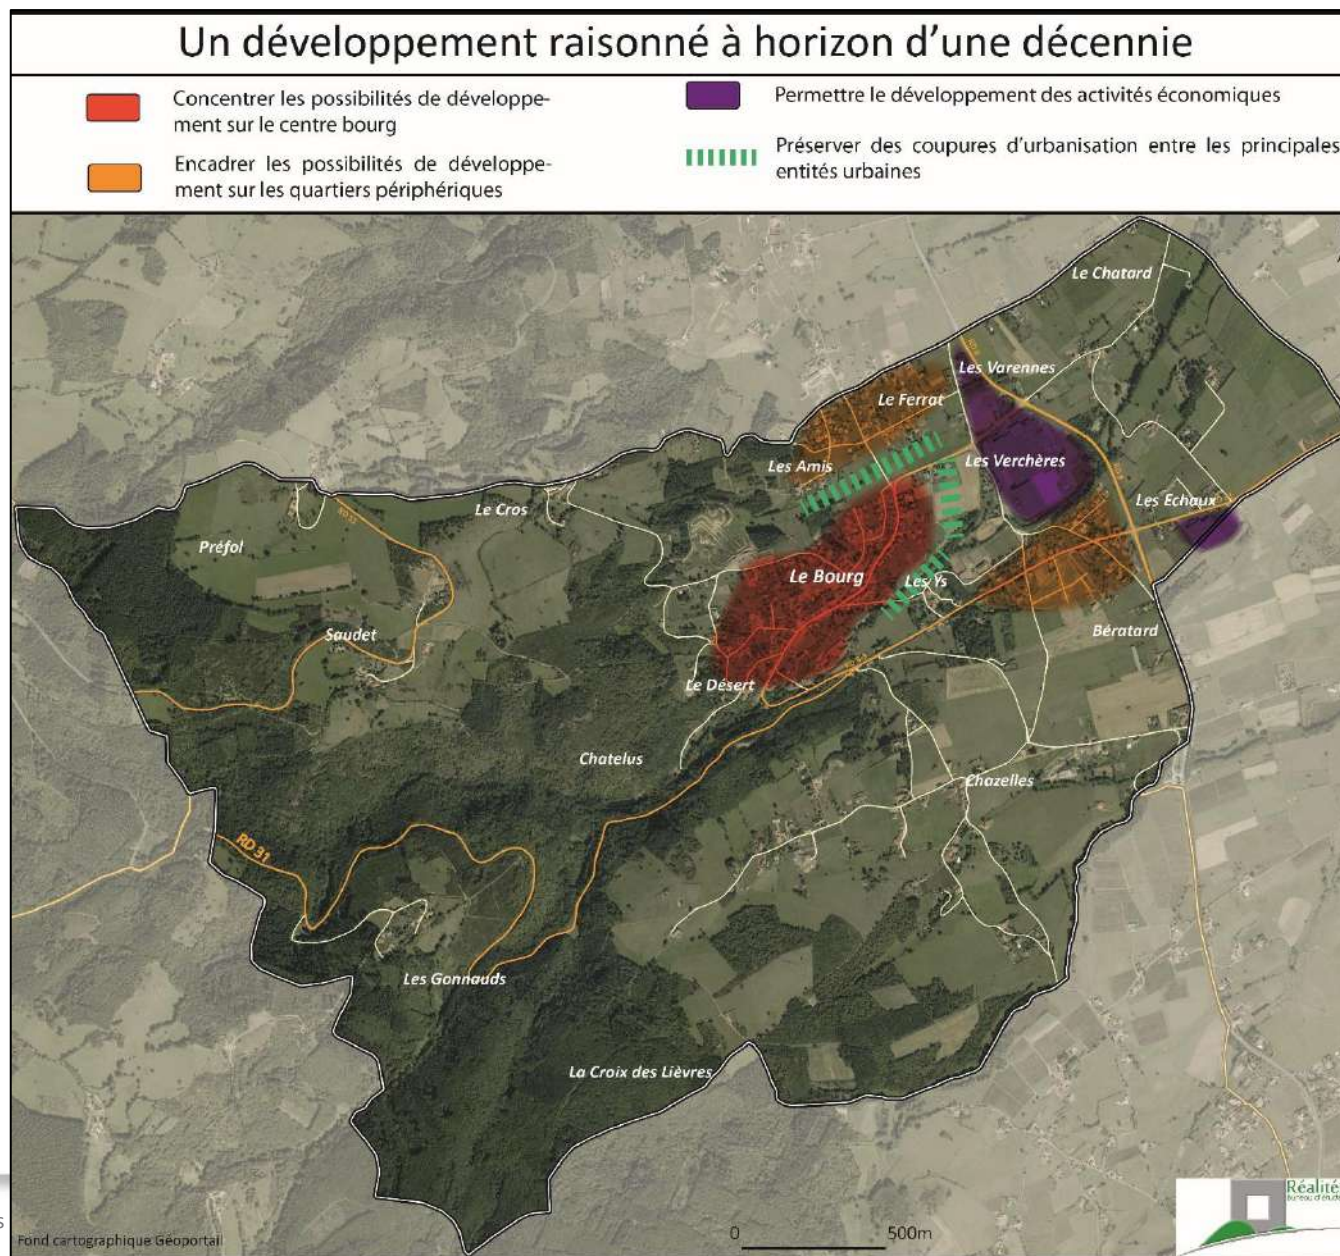 Un développement raisonné à horizon d’une décennie
Concentrer les possibilités de développe-
ment sur le centre bourg
Encadrer les possibilités de développe-
ment sur les quartiers périphériques
Permettre le développement des activités économiques
Préserver des coupures d’urbanisation entre les principales
entités urbaines
Le Chatard
Les Varennes
Le Ferrat
Les Amis
Les Verchères
Les Echaux
Le Cros
Préfol
Le Bourg
Les Ys
Saudet
Bératard
Le Désert
Chatelus
Chazelles
RD 31
Les Gonnauds
La Croix des Lièvres
Réalités
Bureau d'études
0 500m
s
Fond cartographique Géoportail